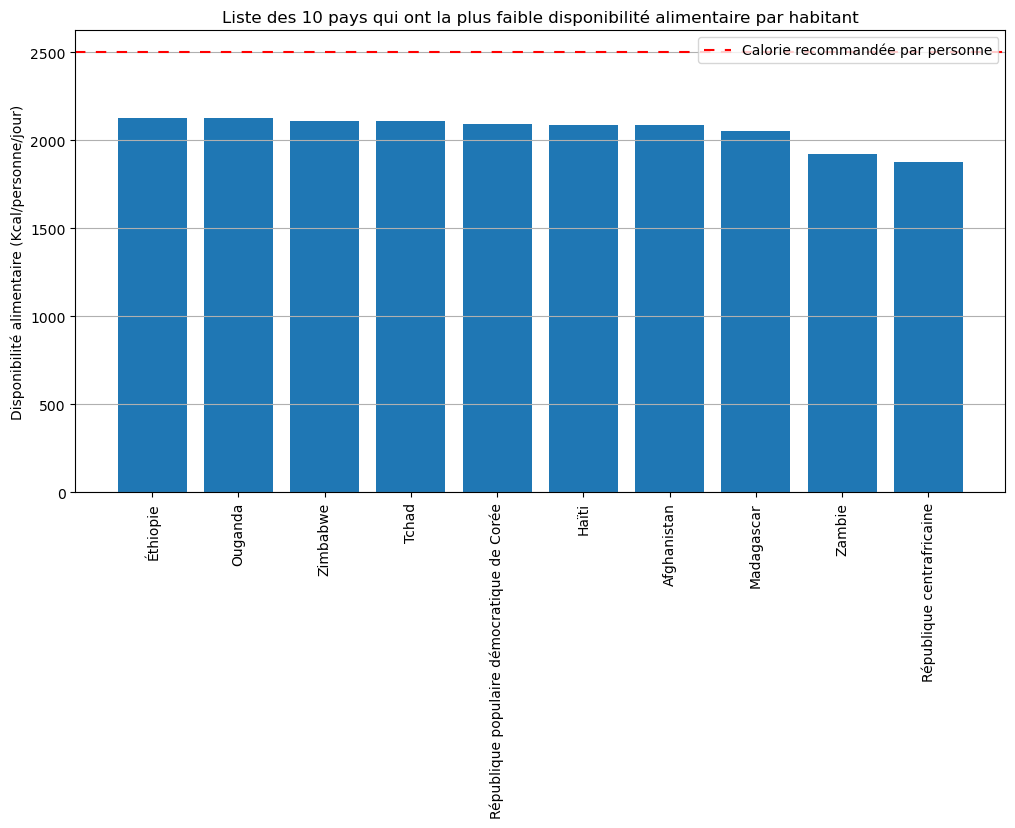 Liste des 10 pays qui ont la plus faible disponibilité alimentaire par habitant
Calorie recommandée par personne
Disponibilité alimentaire (Kcal/personne/jour)
2500
2000
1500
1000
500
0
Éthiopie
Ouganda
Zimbabwe
Tchad
République populaire démocratique de Corée
Haïti
Afghanistan
Madagascar
Zambie
République centrafricaine